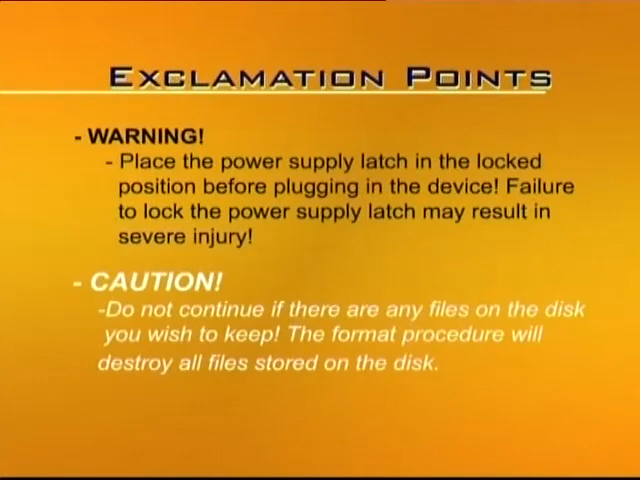 EXCLAMATION POINTS
- WARNING!
- Place the power supply latch in the locked
position before plugging in the device! Failure
to lock the power supply latch may result in
severe injury!
- CAUTION!
-Do not continue if there are any files on the disk
you wish to keep! The format procedure will
destroy all files stored on the disk.